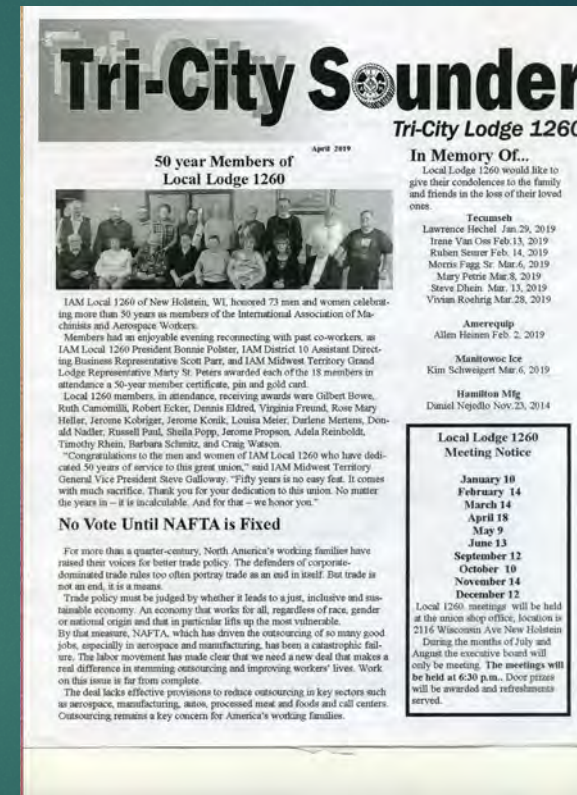 Tri-City Sounder
Tri-City Lodge 1260
April 2019
50 year Members of
Local Lodge 1260
IAM Local 1260 of New Holstein, WI, honored 73 men and women celebrat-
ing more than 50 years as members of the International Association of Ma-
chinists and Aerospace Workers.
Members had an enjoyable evening reconnecting with past co-workers, as
IAM Local 1260 President Bonnie Polster, IAM District 10 Assistant Direct-
ing Business Representative Scott Parr, and IAM Midwest Territory Grand
Lodge Representative Marty St. Peters awarded each of the 18 members in
attendance a 50-year member certificate, pin and gold card.
Local 1260 members, in attendance, receiving awards were Gilbert Bowe,
Ruth Camomilli, Robert Ecker, Dennis Eldred, Virginia Freund, Rose Mary
Heller, Jerome Kobriger, Jerome Konik, Louisa Meier, Darlene Mertens, Don-
ald Nadler, Russell Paul, Sheila Popp, Jerome Propson, Adela Reinboldt,
Timothy Rhein, Barbara Schmitz, and Craig Watson.
"Congratulations to the men and women of IAM Local 1260 who have dedi-
cated 50 years of service to this great union," said IAM Midwest Territory
General Vice President Steve Galloway. "Fifty years is no easy feat. It comes
with much sacrifice. Thank you for your dedication to this union. No matter
the years in – it is incalculable. And for that – we honor you."
No Vote Until NAFTA is Fixed
For more than a quarter-century, North America's working families have
raised their voices for better trade policy. The defenders of corporate-
dominated trade rules too often portray trade as an end in itself. But trade is
not an end, it is a means.
Trade policy must be judged by whether it leads to a just, inclusive and sus-
tainable economy. An economy that works for all, regardless of race, gender
or national origin and that in particular lifts up the most vulnerable.
By that measure, NAFTA, which has driven the outsourcing of so many good
jobs, especially in aerospace and manufacturing, has been a catastrophic fail-
ure. The labor movement has made clear that we need a new deal that makes a
real difference in stemming outsourcing and improving workers' lives. Work
on this issue is far from complete.
The deal lacks effective provisions to reduce outsourcing in key sectors such
as aerospace, manufacturing, autos, processed meat and foods and call centers.
Outsourcing remains a key concern for America's working families.
In Memory Of...
Local Lodge 1260 would like to
give their condolences to the family
and friends in the loss of their loved
ones.
Tecumseh
Lawrence Hechel Jan.29, 2019
Irene Van Oss Feb.13, 2019
Ruben Seurer Feb. 14, 2019
Morris Fagg Sr. Mar.6, 2019
Mary Petrie Mar.8, 2019
Steve Dhein Mar. 13, 2019
Vivian Roehrig Mar.28, 2019
Amerequip
Allen Heinen Feb. 2, 2019
Manitowoc Ice
Kim Schweigert Mar.6, 2019
Hamilton Mfg
Daniel Nejedlo Nov.23, 2014
Local Lodge 1260
Meeting Notice
January 10
February 14
March 14
April 18
May 9
June 13
September 12
October 10
November 14
December 12
Local 1260 meetings will be held
at the union shop office, location is
2116 Wisconsin Ave New Holstein
During the months of July and
August the executive board will
only be meeting. The meetings will
be held at 6:30 p.m.. Door prizes
will be awarded and refreshments
served.